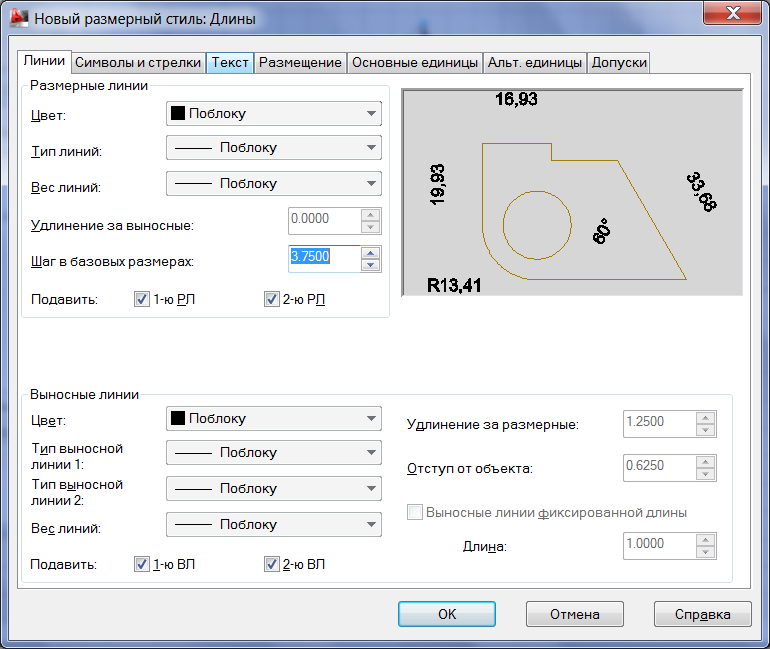 Новый размерный стиль: Длины
Линии Символы и стрелки Текст Размещение Основные единицы Альт. единицы Допуски
Размерные линии
Цвет: Поблоку
Тип линий: Поблоку
Вес линий: Поблоку
Удлинение за выносные: 0.0000
Шаг в базовых размерах: 3.7500
Подавить: 1-ю РЛ 2-ю РЛ
16,93
19,93
33,68
60°
R13,41
Выносные линии
Цвет: Поблоку
Тип выносной
линии 1: Поблоку
Тип выносной
линии 2: Поблоку
Вес линий: Поблоку
Подавить: 1-ю ВЛ 2-ю ВЛ
Удлинение за размерные: 1.2500
Отступ от объекта: 0.6250
Выносные линии фиксированной длины
Длина: 1.0000
OK Отмена Справка